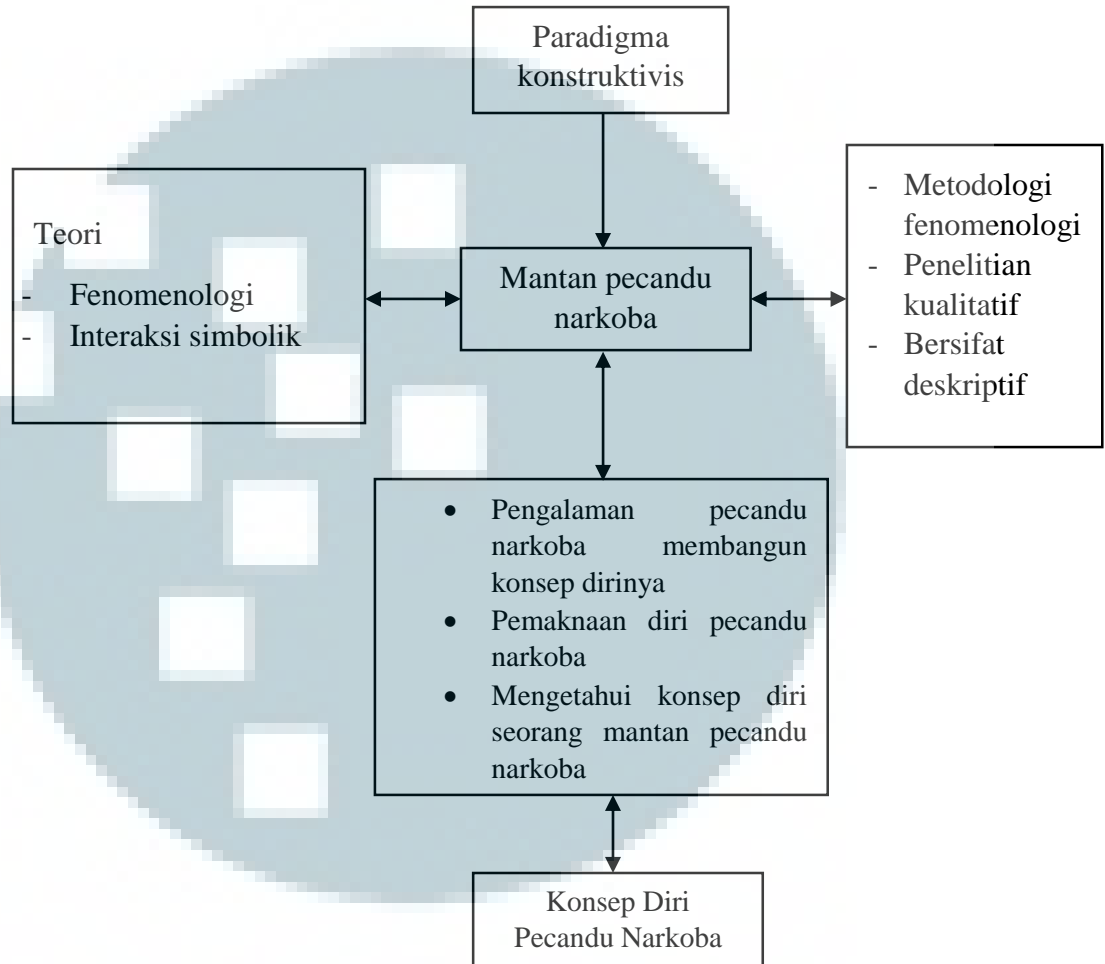 Paradigma
konstruktivis
Teori
- Fenomenologi
- Interaksi simbolik
Mantan pecandu
narkoba
- Metodologi
fenomenologi
- Penelitian
kualitatif
- Bersifat
deskriptif
• Pengalaman pecandu
narkoba membangun
konsep dirinya
• Pemaknaan diri pecandu
narkoba
• Mengetahui konsep diri
seorang mantan pecandu
narkoba
Konsep Diri
Pecandu Narkoba